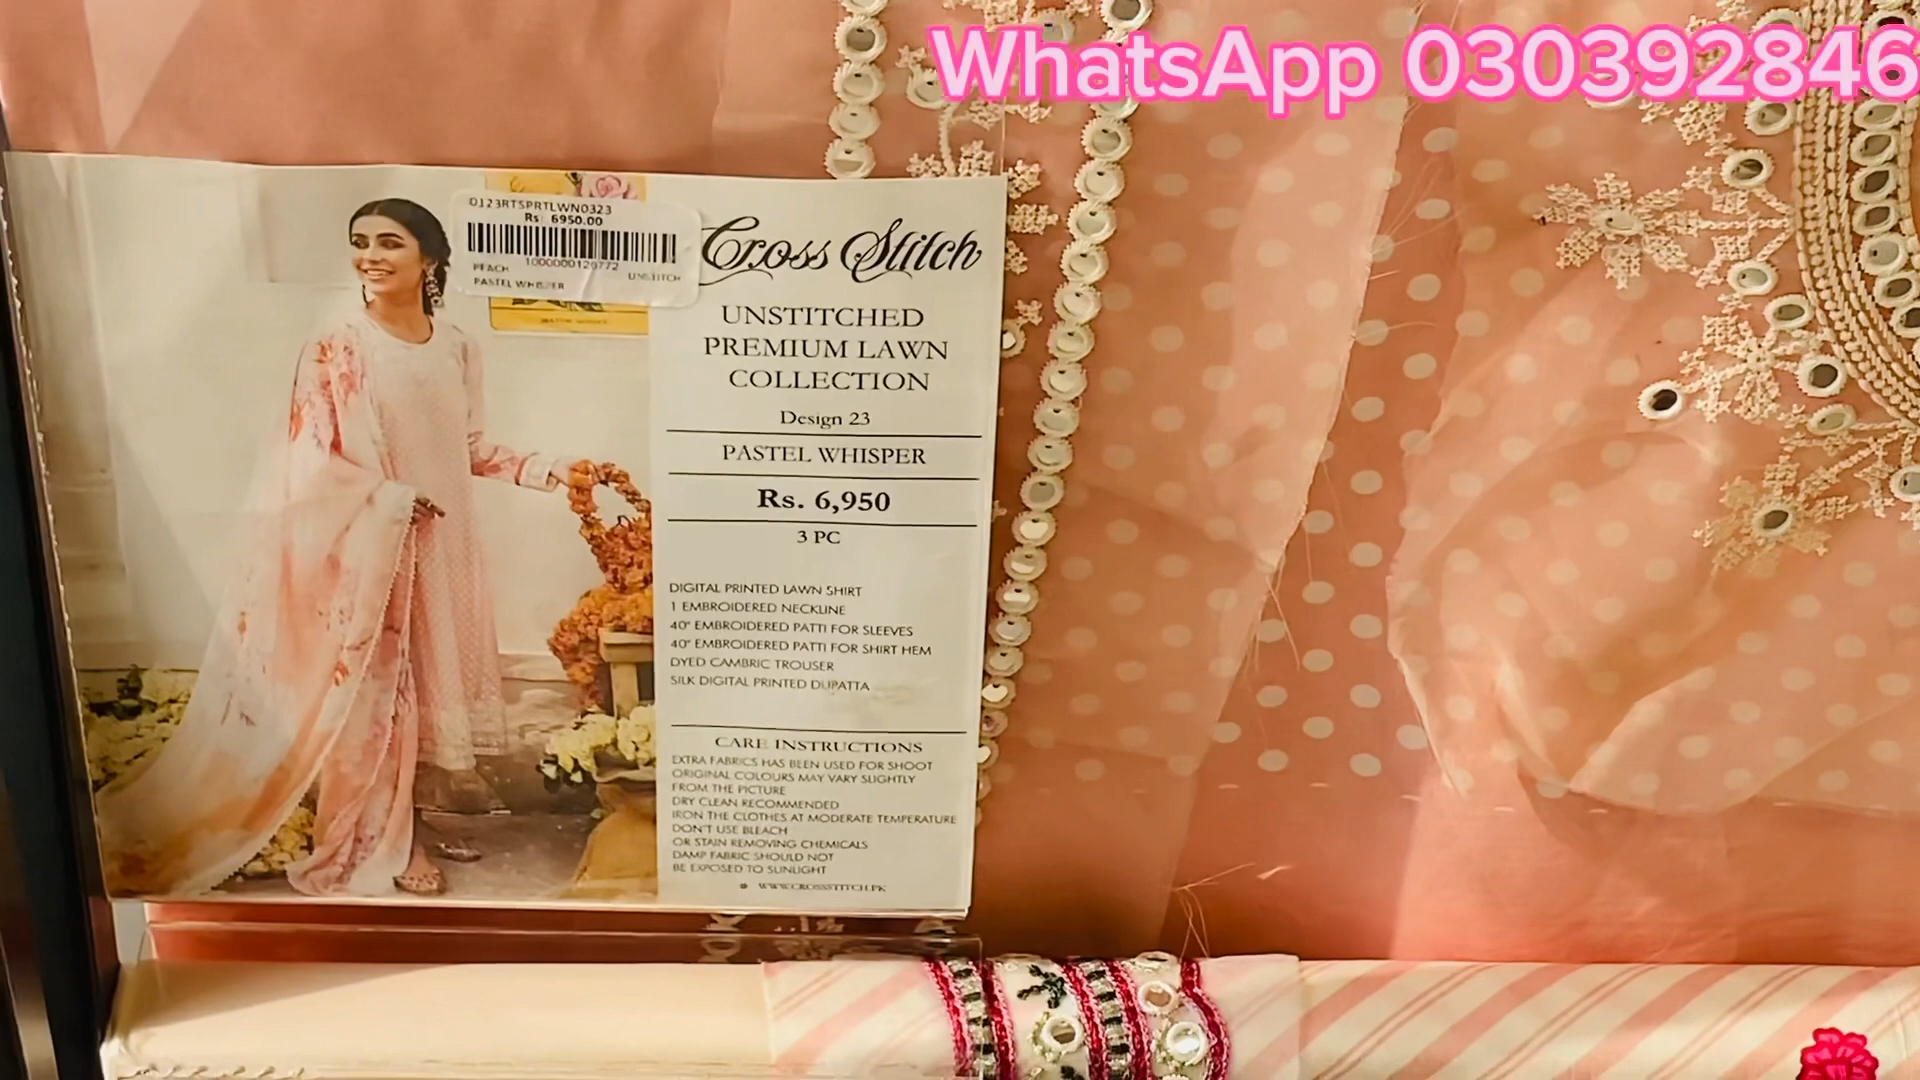 WhatsApp 030392846
0123RTSPRTLWN0323
Rs: 6950.00
1000000120772
PEACH
UNSTITCH
PASTEL WHISPER
Cross Stitch
UNSTITCHED
PREMIUM LAWN
COLLECTION
Design 23
PASTEL WHISPER
Rs. 6,950
3 PC
DIGITAL PRINTED LAWN SHIRT
1 EMBROIDERED NECKLINE
40" EMBROIDERED PATTI FOR SLEEVES
40" EMBROIDERED PATTI FOR SHIRT HEM
DYED CAMBRIC TROUSER
SILK DIGITAL PRINTED DUPATTA
CARE INSTRUCTIONS
EXTRA FABRICS HAS BEEN USED FOR SHOOT
ORIGINAL COLOURS MAY VARY SLIGHTLY
FROM THE PICTURE
DRY CLEAN RECOMMENDED
IRON THE CLOTHES AT MODERATE TEMPERATURE
DON'T USE BLEACH
OR STAIN REMOVING CHEMICALS
DAMP FABRIC SHOULD NOT
BE EXPOSED TO SUNLIGHT
WWW.CROSSSTITCH.PK